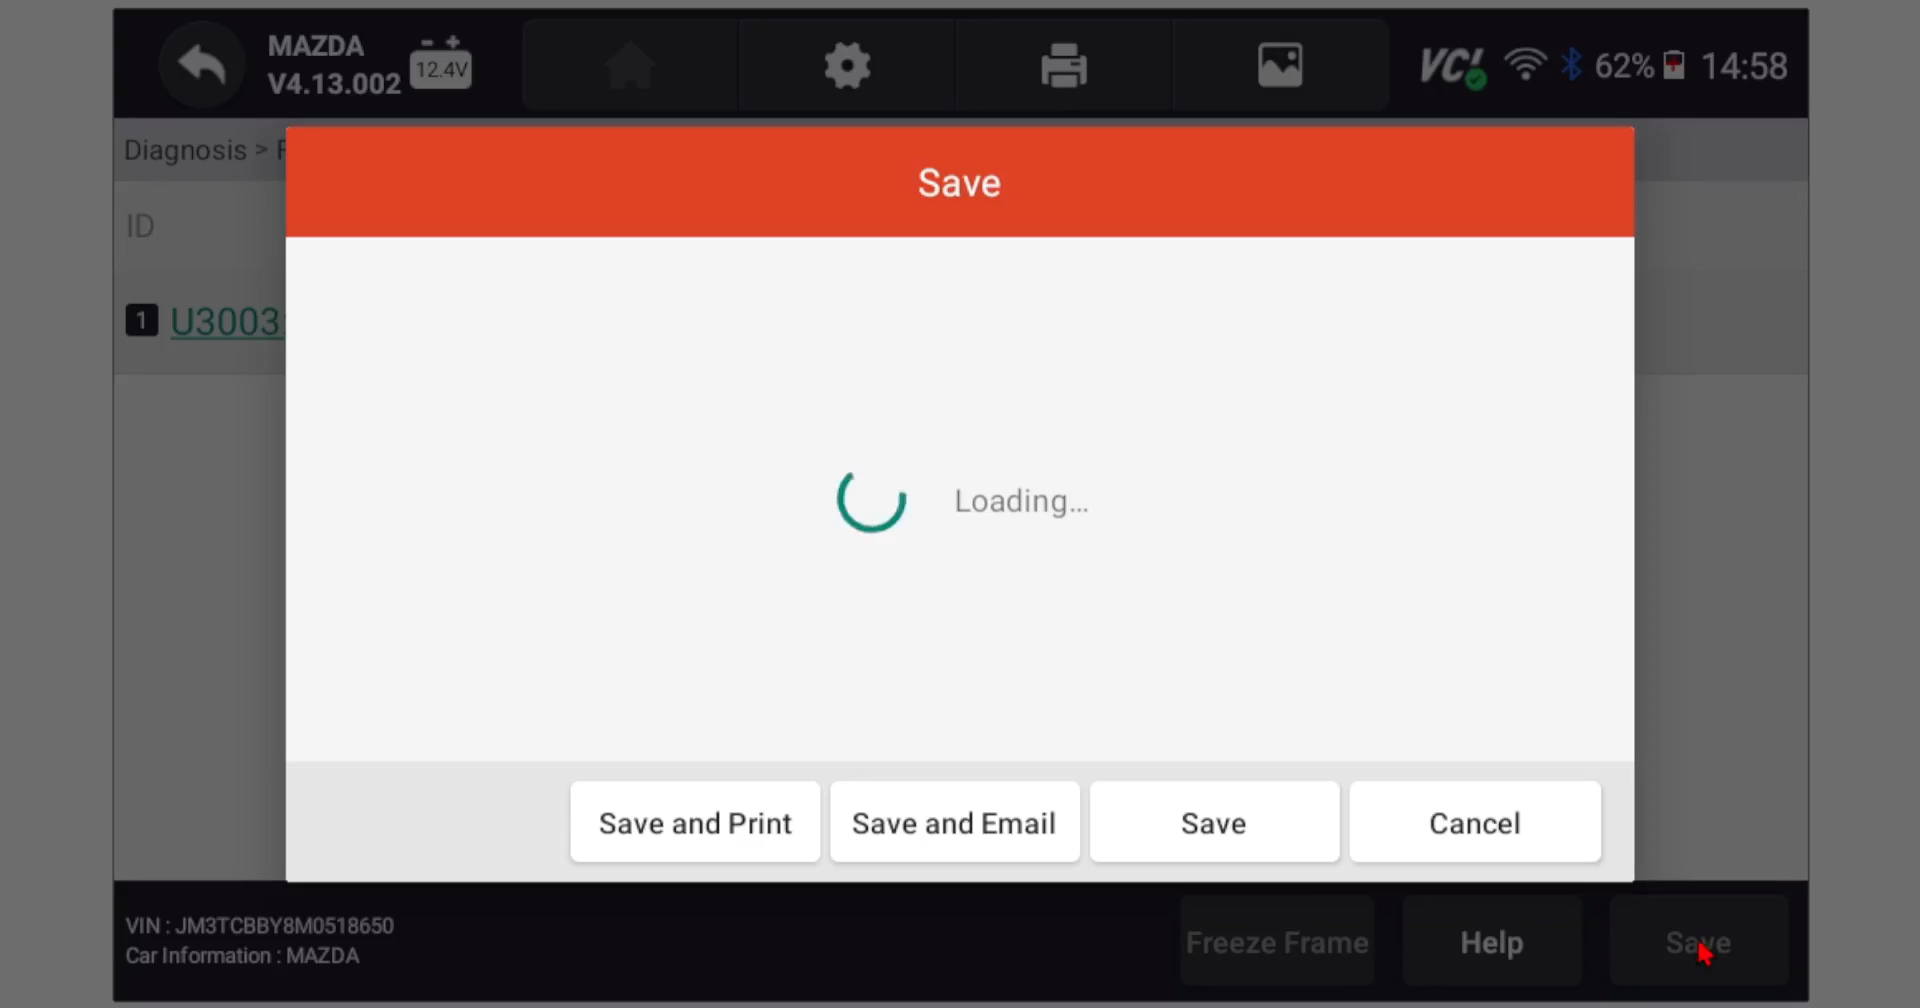 MAZDA
V4.13.002
12.4V
VCI
62%
14:58
Diagnosis >
Save
ID
1
U3003
Loading...
Save and Print
Save and Email
Save
Cancel
VIN : JM3TCBBY8M0518650
Car Information : MAZDA
Freeze Frame
Help
Save